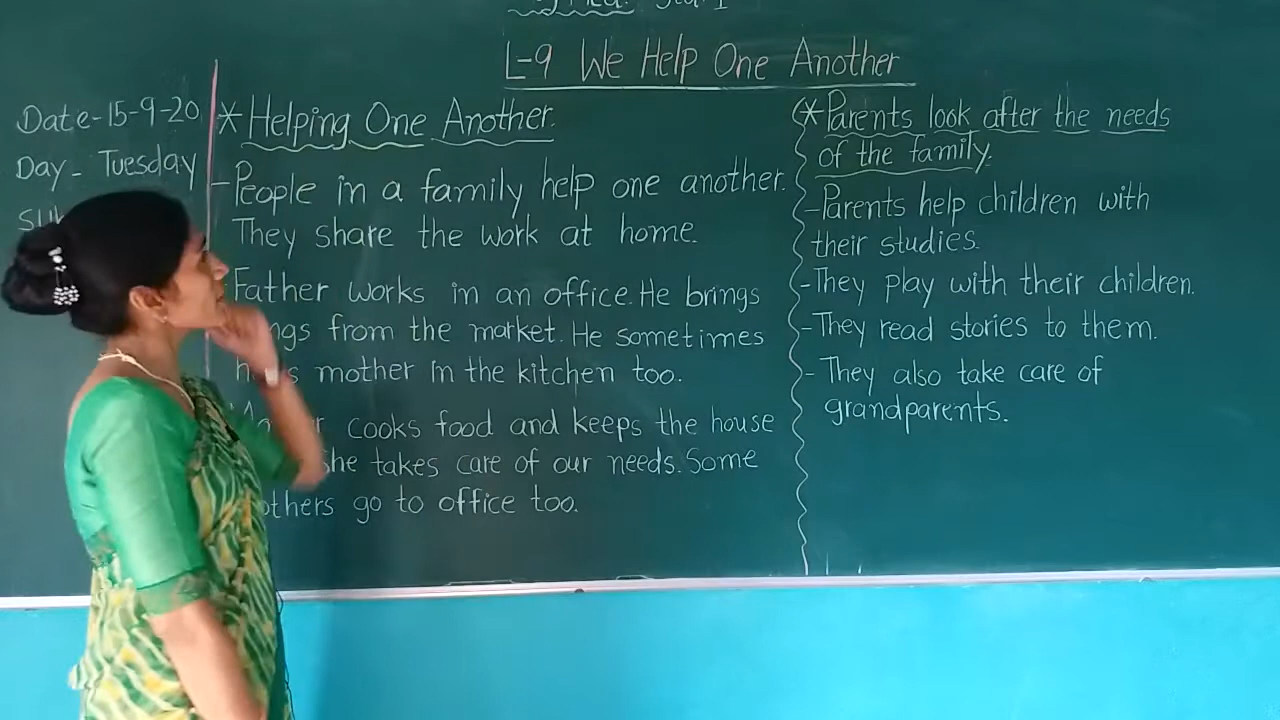 L-9 We Help One Another
Date-15-9-20
Day- Tuesday
* Helping One Another.
-People in a family help one another.
They share the work at home.
Father works in an office. He brings
from the market. He sometimes
mother in the kitchen too.
cooks food and keeps the house
she takes care of our needs. Some
go to office too.
* Parents look after the needs
of the family.
-Parents help children with
their studies.
-They play with their children.
-They read stories to them.
-They also take care of
grandparents.